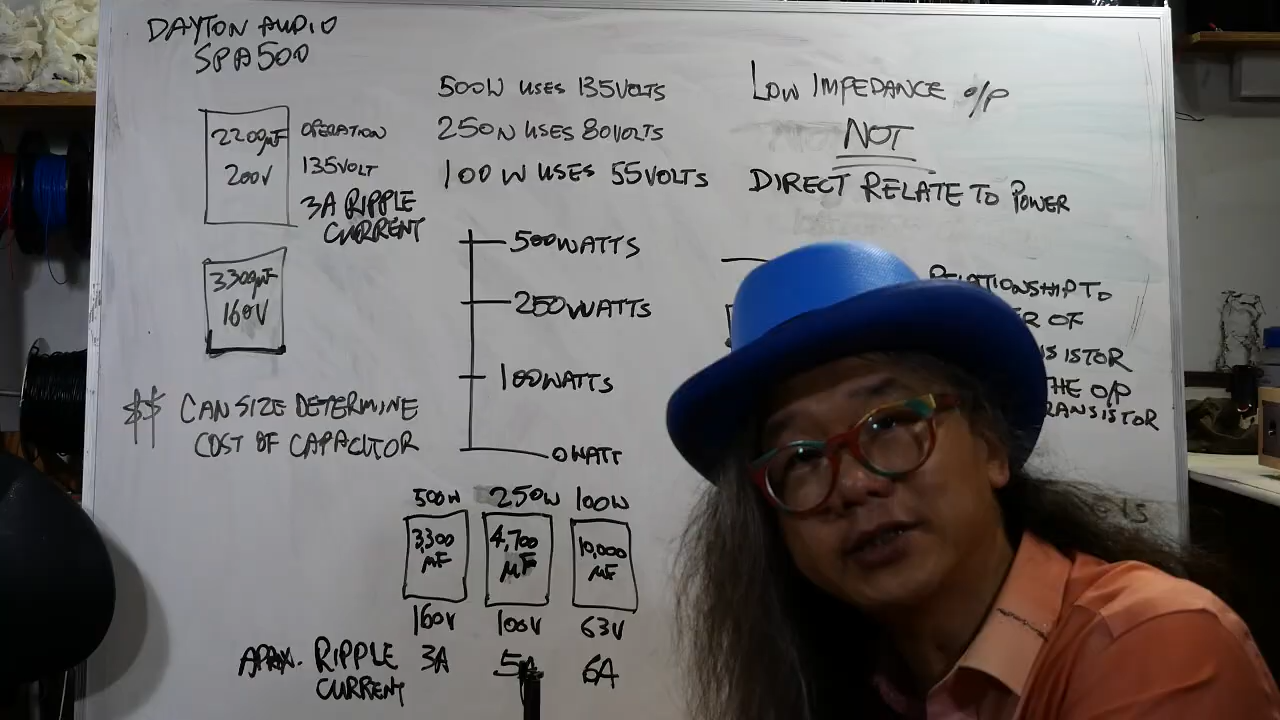 DAYTON AUDIO
SPA500
2200µF
200V
OPERATION
135VOLT
3A RIPPLE
CURRENT
3300µF
160V
$$ CAN SIZE DETERMINE
COST OF CAPACITOR
500W USES 135VOLTS
250W USES 80VOLTS
100W USES 55VOLTS
500WATTS
250WATTS
100WATTS
0WATT
500W 250W 100W
3,300 µF 4,700 µF 10,000 µF
160V 100V 63V
APPX. RIPPLE CURRENT 3A 5A 6A
LOW IMPEDANCE O/P
NOT
DIRECT RELATE TO POWER
RELATIONSHIP TO
OF
THE O/P